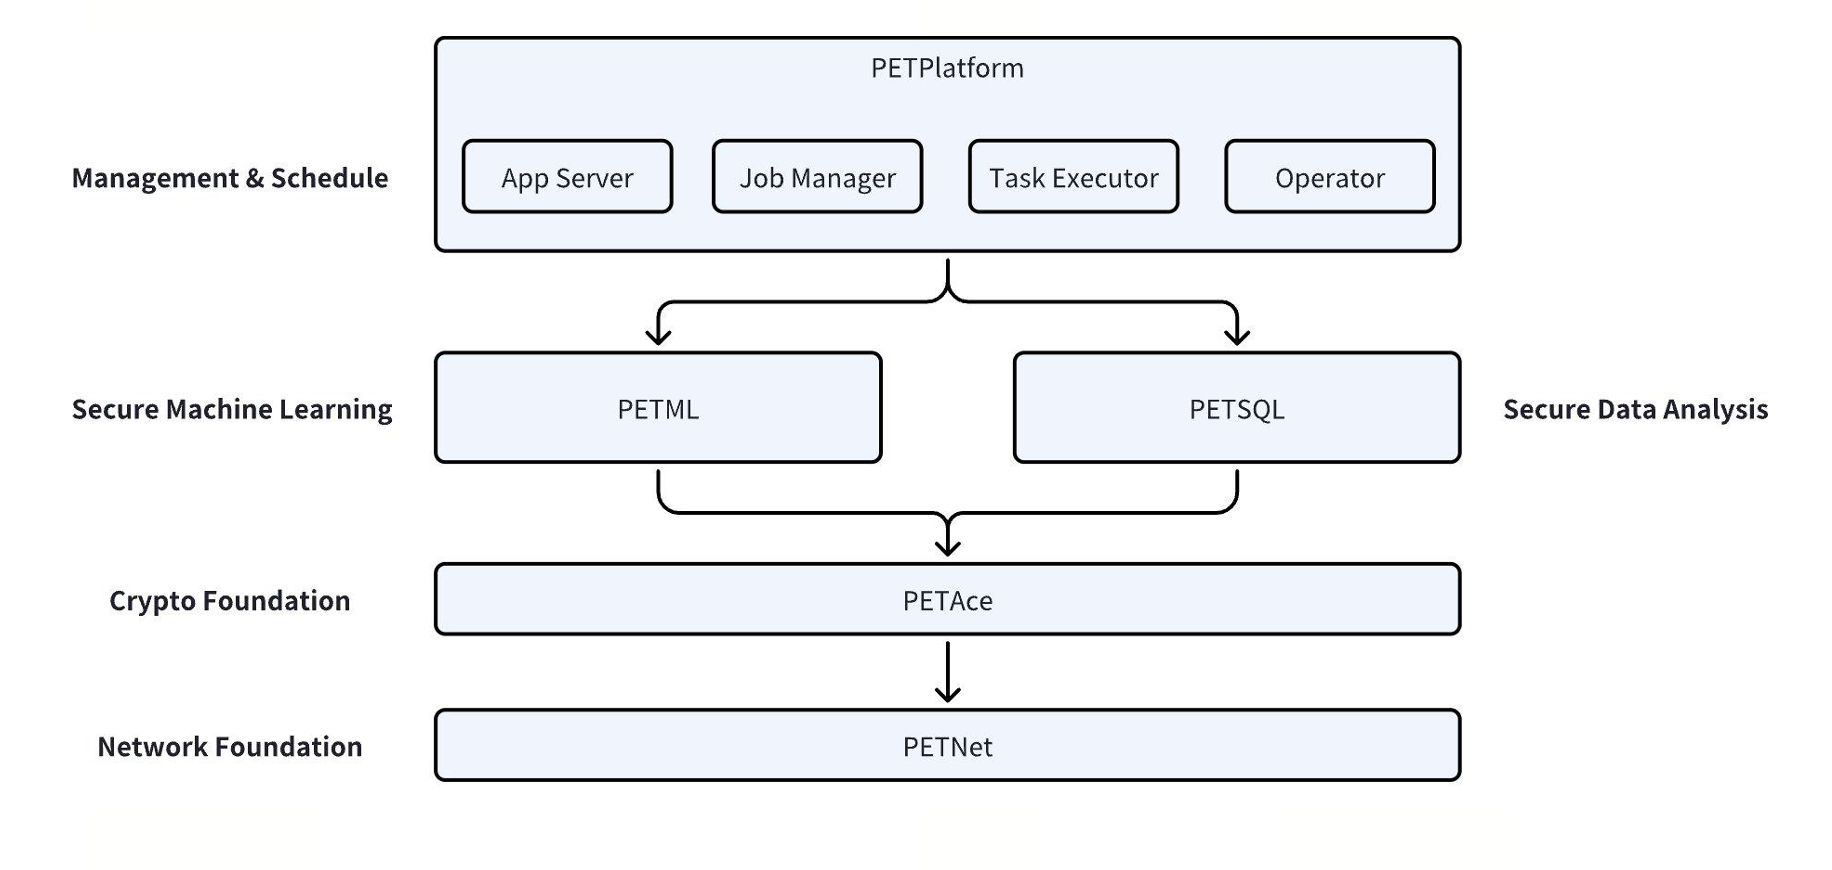 PETPlatform
Management & Schedule
App Server
Job Manager
Task Executor
Operator
Secure Machine Learning
PETML
PETSQL
Secure Data Analysis
Crypto Foundation
PETAce
Network Foundation
PETNet